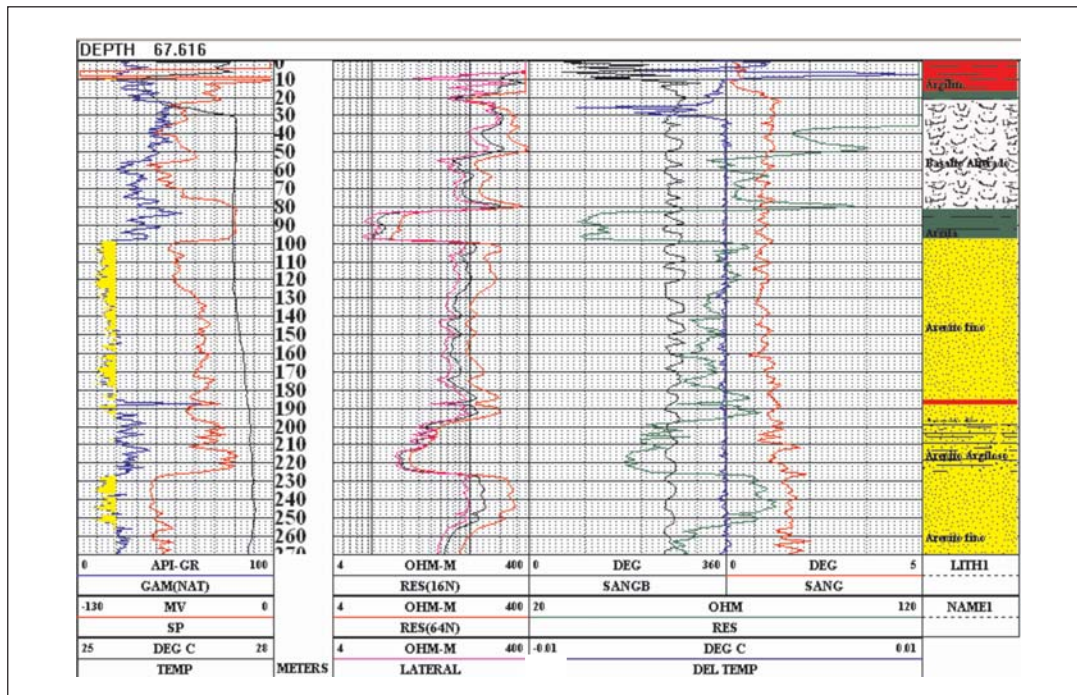 DEPTH 67.616
10
20
30
40
50
60
70
80
90
100
110
120
130
140
150
160
170
180
190
200
210
220
230
240
250
260
270
Basalto Alterado
Argila
Arenito fino
Arenito Argiloso
Arenito fino
0 API-GR 100
GAM(NAT)
-130 MV 0
SP
25 DEG C 28
TEMP
METERS
4 OHM-M 400
RES(16N)
4 OHM-M 400
RES(64N)
4 OHM-M 400
LATERAL
0 DEG 360
SANGB
0 DEG 5
SANG
20 OHM 120
RES
-0.01 DEG C 0.01
DEL TEMP
LITH1
NAME1